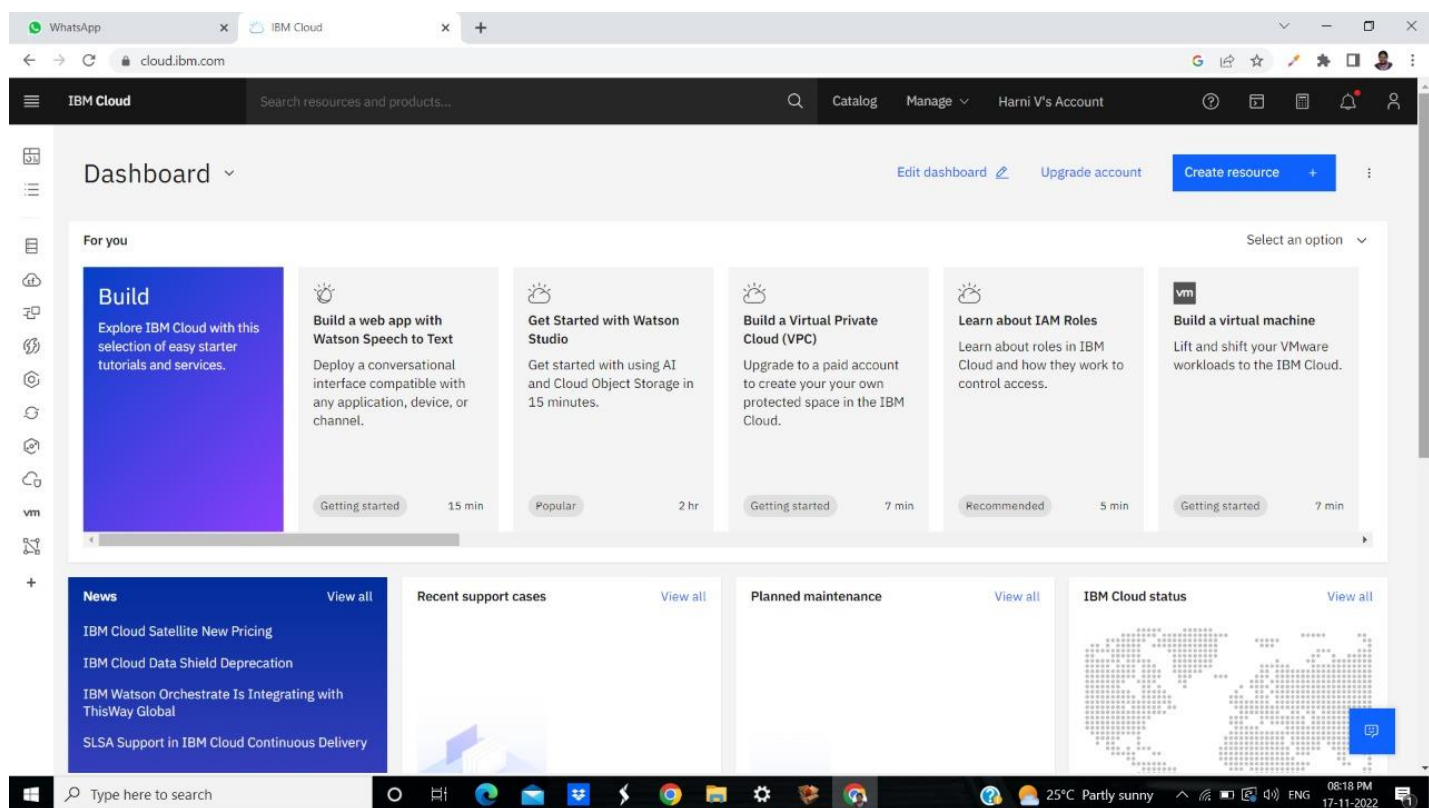 WhatsApp
IBM Cloud
cloud.ibm.com
IBM Cloud
Search resources and products...
Catalog
Manage
Harni V's Account
Dashboard
Edit dashboard
Upgrade account
Create resource +
For you
Select an option
Build
Explore IBM Cloud with this
selection of easy starter
tutorials and services.
Build a web app with
Watson Speech to Text
Deploy a conversational
interface compatible with
any application, device, or
channel.
Getting started
15 min
Get Started with Watson
Studio
Get started with using AI
and Cloud Object Storage in
15 minutes.
Popular
2 hr
Build a Virtual Private
Cloud (VPC)
Upgrade to a paid account
to create your your own
protected space in the IBM
Cloud.
Getting started
7 min
Learn about IAM Roles
Learn about roles in IBM
Cloud and how they work to
control access.
Recommended
5 min
vm
Build a virtual machine
Lift and shift your VMware
workloads to the IBM Cloud.
Getting started
7 min
vm
News
View all
IBM Cloud Satellite New Pricing
IBM Cloud Data Shield Deprecation
IBM Watson Orchestrate Is Integrating with
ThisWay Global
SLSA Support in IBM Cloud Continuous Delivery
Recent support cases
View all
Planned maintenance
View all
IBM Cloud status
View all
Type here to search
25°C Partly sunny
ENG
08:18 PM
17-11-2022